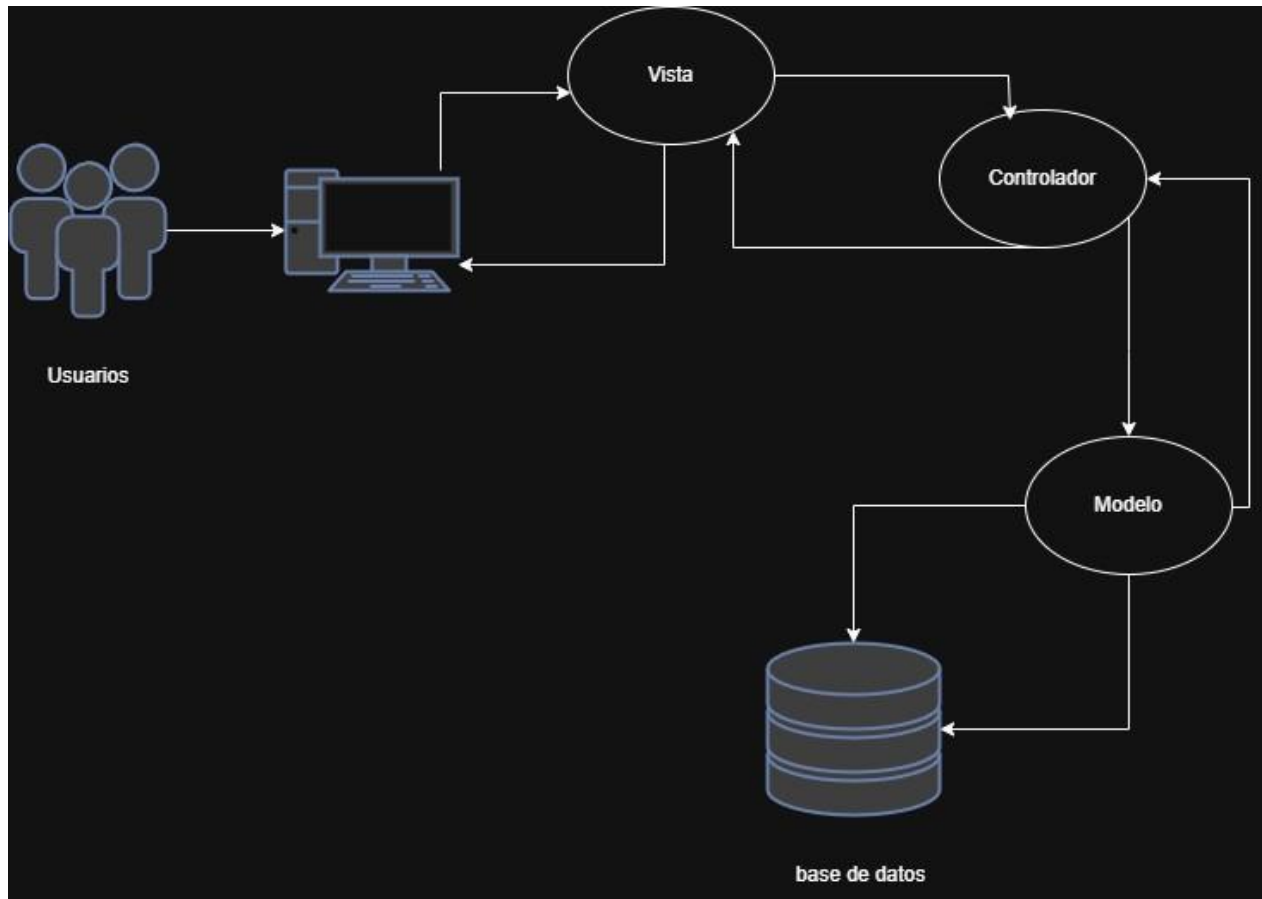 Vista
Controlador
Usuarios
Modelo
base de datos